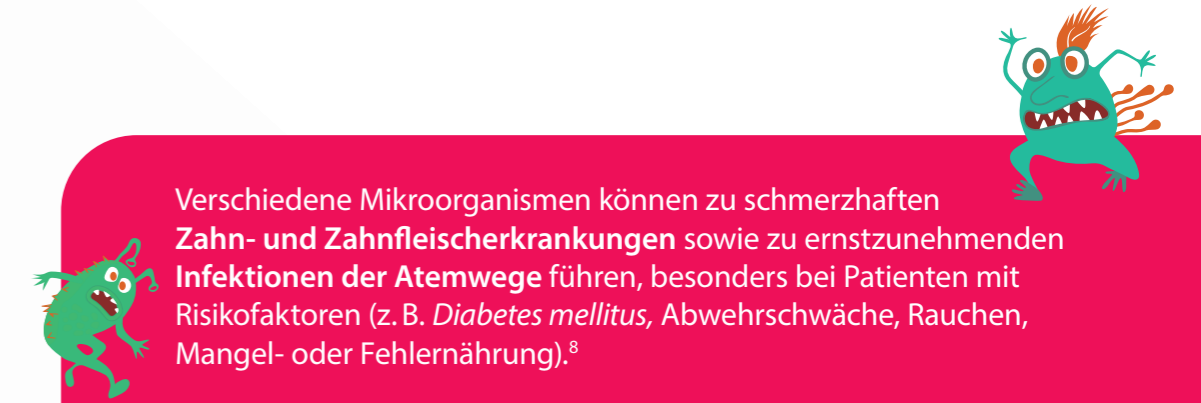 Verschiedene Mikroorganismen können zu schmerzhaften
Zahn- und Zahnfleischerkrankungen sowie zu ernstzunehmenden
Infektionen der Atemwege führen, besonders bei Patienten mit
Risikofaktoren (z. B. Diabetes mellitus, Abwehrschwäche, Rauchen,
Mangel- oder Fehlernährung).⁸